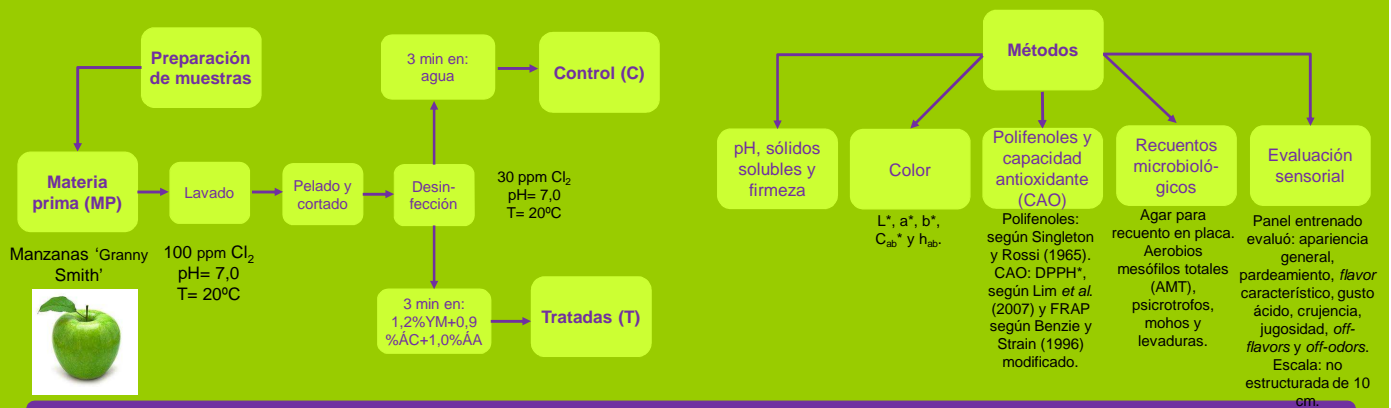 Preparación
de muestras
Materia
prima (MP)
Manzanas 'Granny
Smith'
Lavado
100 ppm Cl₂
pH= 7,0
T= 20ºC
Pelado y
cortado
Desin-
fección
30 ppm Cl₂
pH= 7,0
T= 20ºC
3 min en:
agua
Control (C)
3 min en:
1,2%YM+0,9
%ÁC+1,0%ÁA
Tratadas (T)
Métodos
pH, sólidos
solubles y
firmeza
Color
L*, a*, b*,
Cab* y hab.
Polifenoles y
capacidad
antioxidante
(CAO)
Polifenoles:
según Singleton
y Rossi (1965).
CAO: DPPH*,
según Lim et al.
(2007) y FRAP
según Benzie y
Strain (1996)
modificado.
Recuentos
microbioló-
gicos
Agar para
recuento en placa.
Aerobios
mesófilos totales
(AMT),
psicrotrofos,
mohos y
levaduras.
Evaluación
sensorial
Panel entrenado
evaluó: apariencia
general,
pardeamiento, flavor
característico, gusto
ácido, crujencia,
jugosidad, off-
flavors y off-odors.
Escala: no
estructurada de 10
cm.